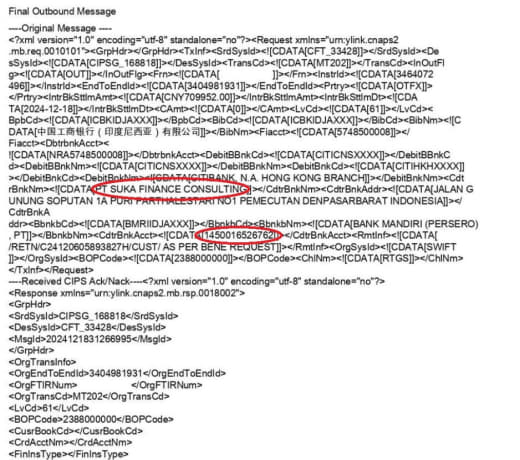 Final Outbound Message
----Original Message ----
<?xml version="1.0" encoding="utf-8" standalone="no"?><Request xmlns="urn:ylink.cnaps2
.mb.req.0010101"><GrpHdr></GrpHdr><TxInf><SrdSysId><![CDATA[CFT_33428]]></SrdSysId><De
sSysId><![CDATA[CIPSG_168818]]></DesSysId><TransCd><![CDATA[MT202]]></TransCd><InOutFl
g><![CDATA[OUT]]></InOutFlg><Frn><![CDATA[ ]]></Frn><InstrId><![CDATA[3464072
496]]></InstrId><EndToEndId><![CDATA[3404981931]]></EndToEndId><Prtry><![CDATA[OTFX]]>
</Prtry><IntrBkSttlmAmt><![CDATA[CNY709952.00]]></IntrBkSttlmAmt><IntrBkSttlmDt><![CDA
TA[2024-12-18]]></IntrBkSttlmDt><CAmt><![CDATA[0]]></CAmt><LvCd><![CDATA[61]]></LvCd><
BpbCd><![CDATA[ICBKIDJAXXX]]></BpbCd><BibCd><![CDATA[ICBKIDJAXXX]]></BibCd><BibNm><![C
DATA[中国工商银行（印度尼西亚）有限公司]]></BibNm><Fiacct><![CDATA[5748500008]]></
Fiacct><DbtrbnkAcct><
![CDATA[NRA5748500008]]></DbtrbnkAcct><DebitBBnkCd><![CDATA[CITICNSXXXX]]></DebitBBnkC
d><DebitBBnkNm><![CDATA[CITICNSXXXX]]></DebitBBnkNm><DebitBnkCd><![CDATA[CITIHKHXXXX]
]></DebitBnkCd><DebitBnkNm><![CDATA[CITIBANK, N.A. HONG KONG BRANCH]]></DebitBnkNm><Cdt
rBnkNm><![CDATA[PT SUKA FINANCE CONSULTING]]></CdtrBnkNm><CdtrBnkAddr><![CDATA[JALAN G
UNUNG SOPUTAN 1A PURI PARTHALESTARI NO1 PEMECUTAN DENPASARBARAT INDONESIA]]></
CdtrBnkA
ddr><BbnkbCd><![CDATA[BMRIIDJAXXX]]></BbnkbCd><BbnkbNm><![CDATA[BANK MANDIRI (PERSERO)
, PT]]></BbnkbNm><CdtrBnkAcct><![CDATA[1450016526762]]></CdtrBnkAcct><RmtInf><![CDATA[
/RETN/C24120605893827H/CUST/ AS PER BENE REQUEST]]></RmtInf><OrgSysId><![CDATA[SWIFT
]]></OrgSysId><BOPCode><![CDATA[2388000000]]></BOPCode><ChlNm><![CDATA[RTGS]]></ChlNm>
</TxInf></Request>
----Received CIPS Ack/Nack----<?xml version="1.0" encoding="utf-8" standalone="no"?>
<Response xmlns="urn:ylink.cnaps2.mb.rsp.0018002">
<GrpHdr>
<SrdSysId>CIPSG_168818</SrdSysId>
<DesSysId>CFT_33428</DesSysId>
<MsgId>2024121831266995</MsgId>
</GrpHdr>
<OrgTransInfo>
<OrgEndToEndId>3404981931</OrgEndToEndId>
<OrgFTIRNum> </OrgFTIRNum>
<OrgTransCd>MT202</OrgTransCd>
<LvCd>61</LvCd>
<BOPCode>2388000000</BOPCode>
<CusrBookCd></CusrBookCd>
<CrdAcctNm></CrdAcctNm>
<FinInsType></FinInsType>